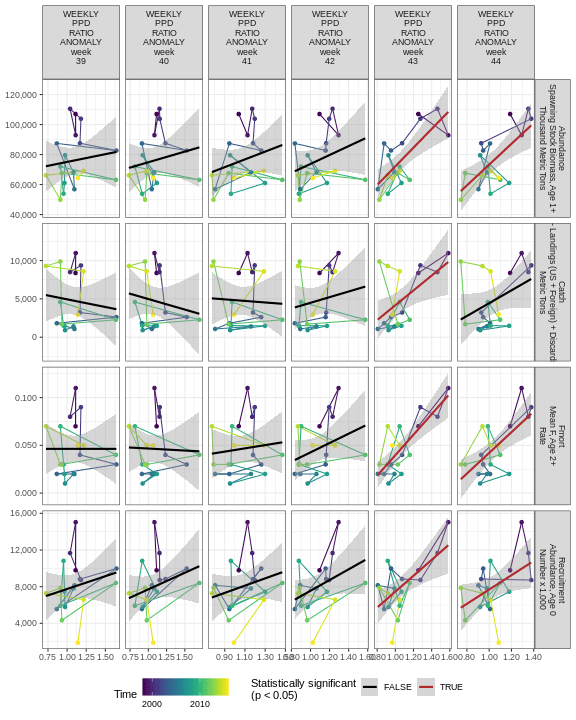 WEEKLY
PPD
RATIO
ANOMALY
week
39
WEEKLY
PPD
RATIO
ANOMALY
week
40
WEEKLY
PPD
RATIO
ANOMALY
week
41
WEEKLY
PPD
RATIO
ANOMALY
week
42
WEEKLY
PPD
RATIO
ANOMALY
week
43
WEEKLY
PPD
RATIO
ANOMALY
week
44
120,000
100,000
80,000
60,000
40,000
Abundance
Spawning Stock Biomass, Age 1+
Thousand Metric Tons
10,000
5,000
0
Catch
- Landings (US + Foreign) + Discard
Metric Tons
0.100
0.050
0.000
Fmort
Mean F, Age 2+
Rate
16,000
12,000
8,000
4,000
Recruitment
Abundance, Age 0
Number x 1,000
0.75 1.00 1.25 1.50
0.75 1.00 1.25 1.50
0.90 1.10 1.30
1.00 1.20 1.40
0.80 1.00 1.20 1.40
0.80 1.00 1.20 1.40
Time
2000 2010
Statistically significant
(p < 0.05)
FALSE
TRUE